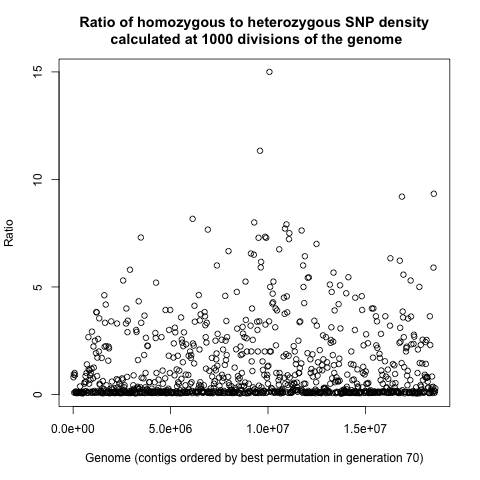 Ratio of homozygous to heterozygous SNP density
calculated at 1000 divisions of the genome
15
10
5
0
Ratio
0.0e+00 5.0e+06 1.0e+07 1.5e+07
Genome (contigs ordered by best permutation in generation 70)